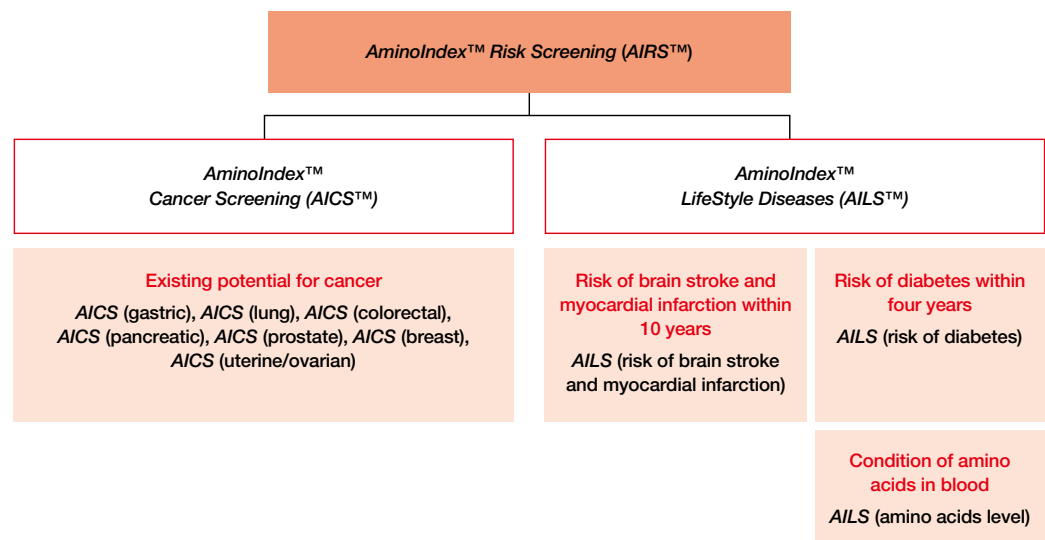 AminoIndex™ Risk Screening (AIRS™)
AminoIndex™
Cancer Screening (AICS™)
AminoIndex™
LifeStyle Diseases (AILS™)
Existing potential for cancer
AICS (gastric), AICS (lung), AICS (colorectal),
AICS (pancreatic), AICS (prostate), AICS (breast),
AICS (uterine/ovarian)
Risk of brain stroke and
myocardial infarction within
10 years
AILS (risk of brain stroke
and myocardial infarction)
Risk of diabetes within
four years
AILS (risk of diabetes)
Condition of amino
acids in blood
AILS (amino acids level)